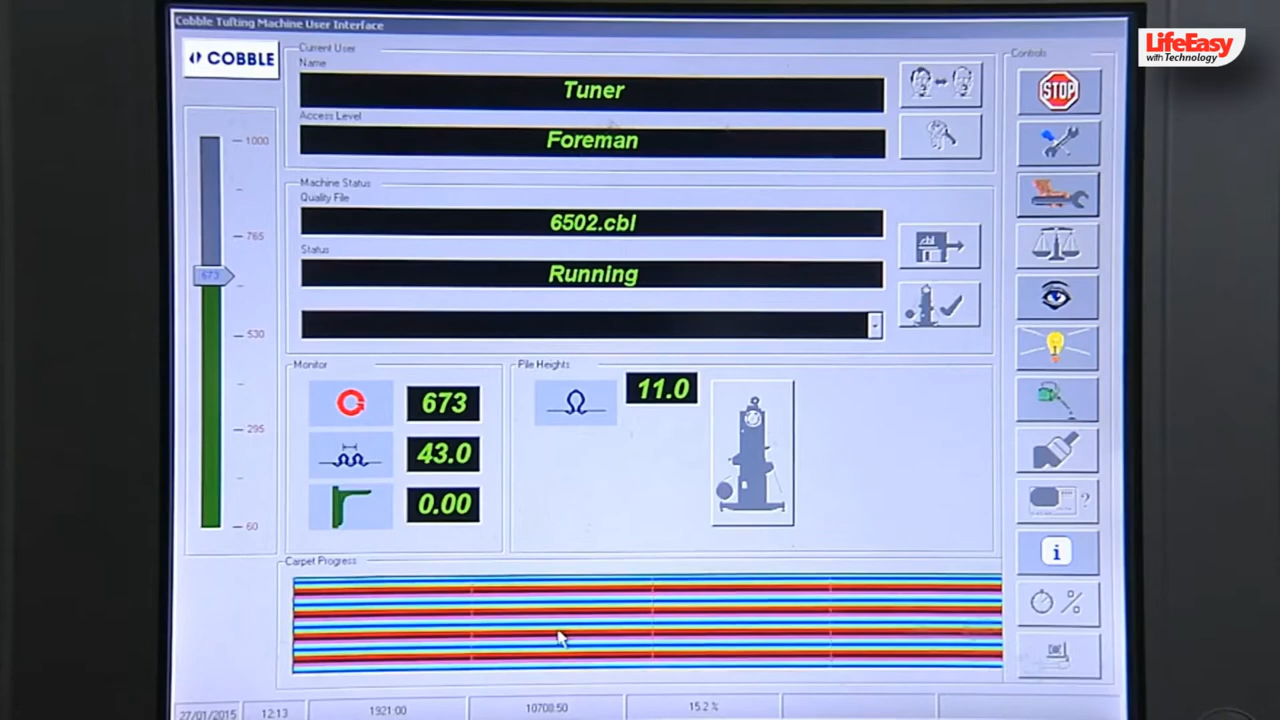 Cobble Tufting Machine User Interface
LifeEasy
with Technology
COBBLE
Current User
Name
Tuner
Access Level
Foreman
Controls
STOP
Machine Status
Quality File
6502.cbl
.cbl
Status
Running
1000
765
673
530
295
60
Monitor
673
43.0
0.00
Pile Heights
11.0
?
i
%
Carpet Progress
27/01/2015
12:13
1921:00
10708.50
15.2 %